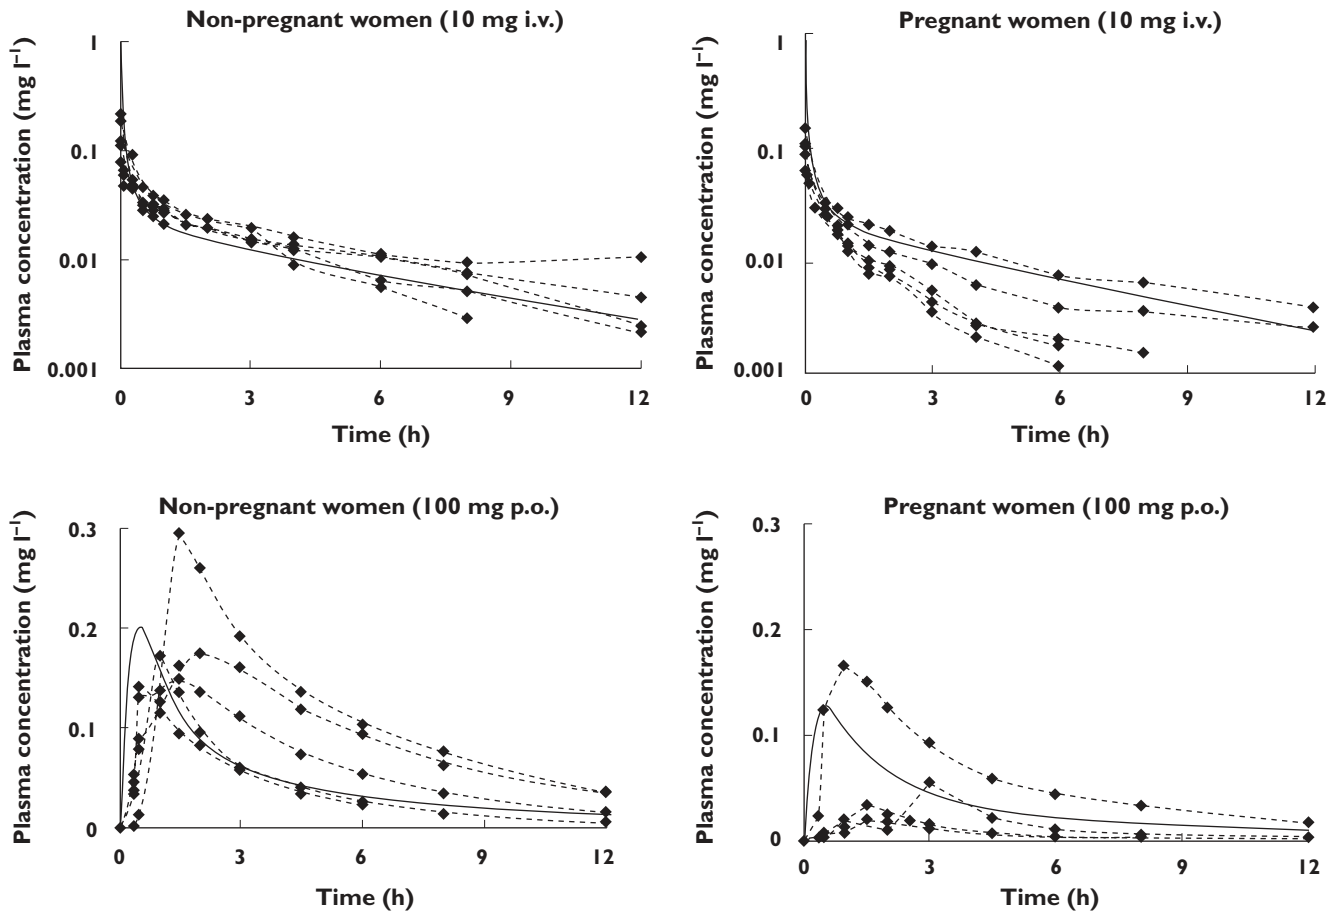 Non-pregnant women (10 mg i.v.)
Plasma concentration (mg l⁻¹)
1
0.1
0.01
0.001
0 3 6 9 12
Time (h)
Pregnant women (10 mg i.v.)
Plasma concentration (mg l⁻¹)
1
0.1
0.01
0.001
0 3 6 9 12
Time (h)
Non-pregnant women (100 mg p.o.)
Plasma concentration (mg l⁻¹)
0.3
0.2
0.1
0
0 3 6 9 12
Time (h)
Pregnant women (100 mg p.o.)
Plasma concentration (mg l⁻¹)
0.3
0.2
0.1
0
0 3 6 9 12
Time (h)